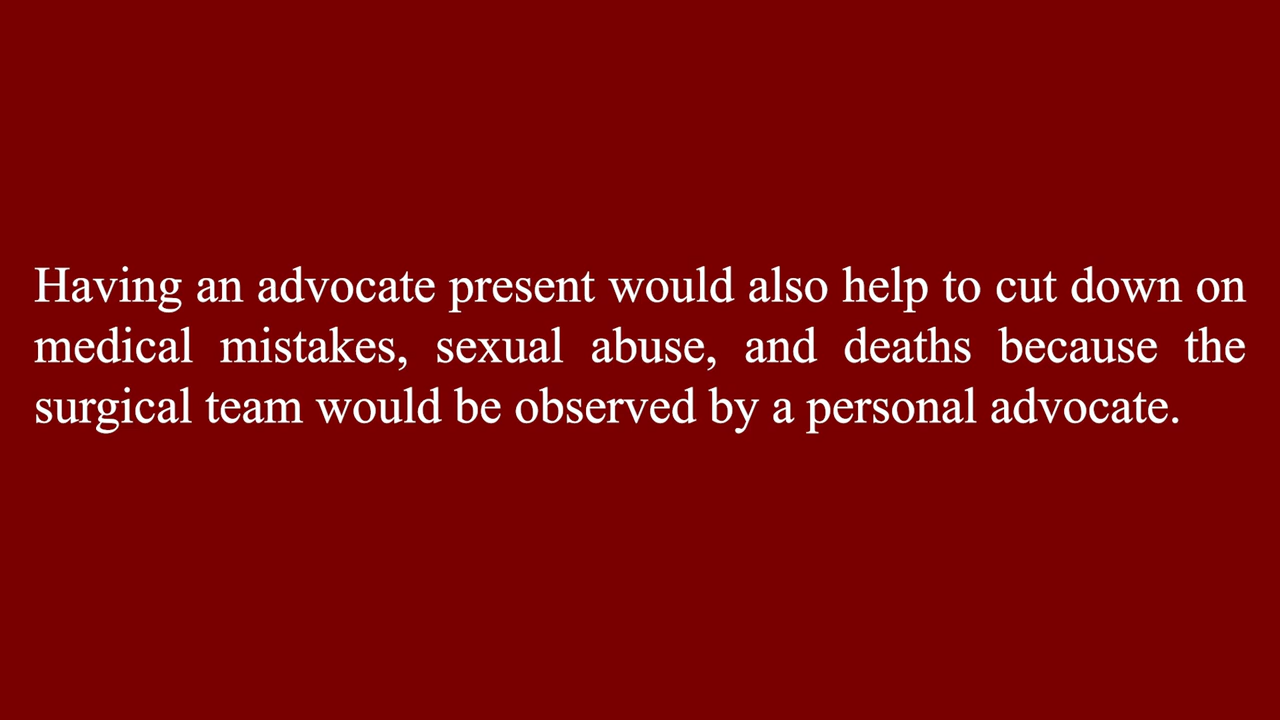 Having an advocate present would also help to cut down on
medical mistakes, sexual abuse, and deaths because the
surgical team would be observed by a personal advocate.